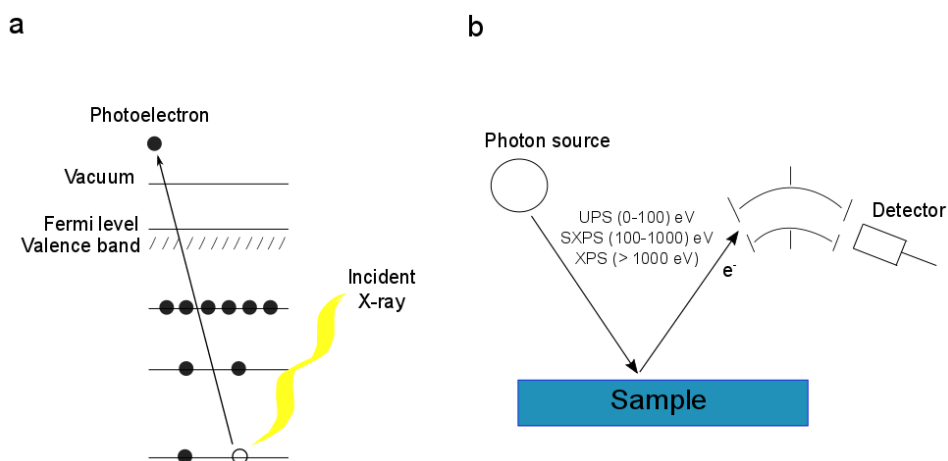 a
Photoelectron
Vacuum
Fermi level
Valence band
Incident
X-ray
b
Photon source
UPS (0-100) eV
SXPS (100-1000) eV
XPS (> 1000 eV)
e-
Detector
Sample